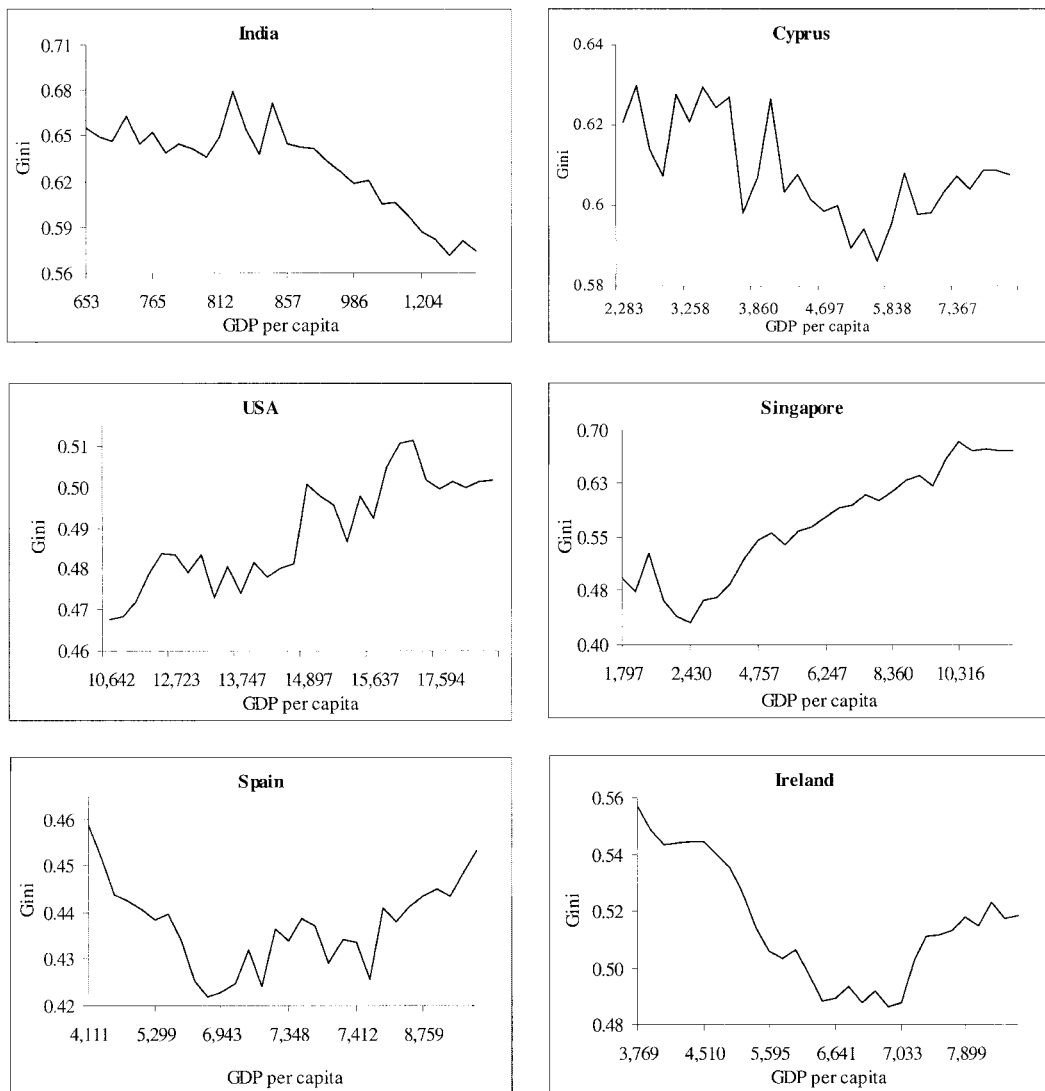 India
0.71
0.68
0.65
0.62
0.59
0.56
Gini
653 765 812 857 986 1,204
GDP per capita
Cyprus
0.64
0.62
0.6
0.58
Gini
2,283 3,258 3,860 4,697 5,838 7,367
GDP per capita
USA
0.51
0.50
0.49
0.48
0.47
0.46
Gini
10,642 12,723 13,747 14,897 15,637 17,594
GDP per capita
Singapore
0.70
0.63
0.55
0.48
0.40
Gini
1,797 2,430 4,757 6,247 8,360 10,316
GDP per capita
Spain
0.46
0.45
0.44
0.43
0.42
Gini
4,111 5,299 6,943 7,348 7,412 8,759
GDP per capita
Ireland
0.56
0.54
0.52
0.50
0.48
Gini
3,769 4,510 5,595 6,641 7,033 7,899
GDP per capita